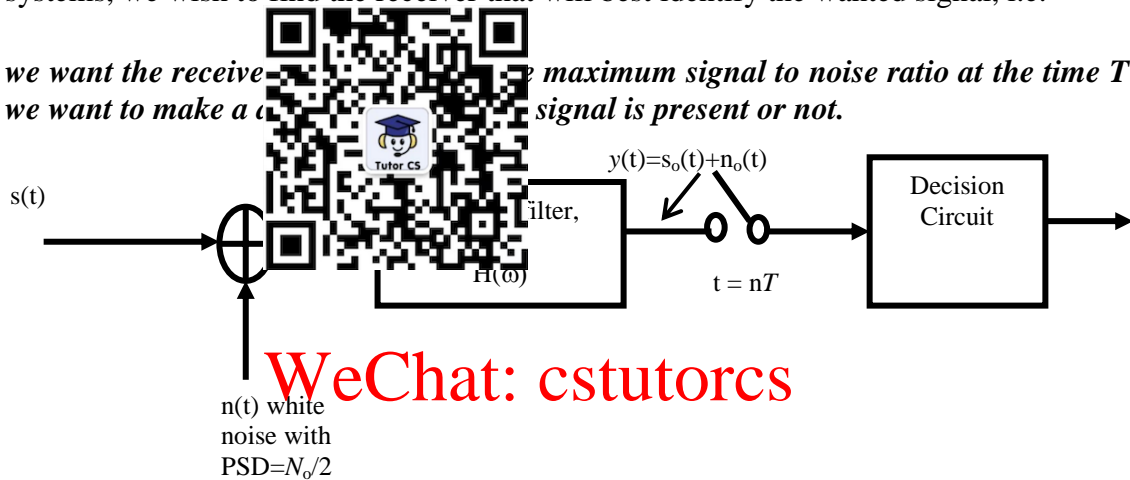 systems, we wish to find the receiver that will best identify the wanted signal, i.e.
we want the receive maximum signal to noise ratio at the time T
we want to make a signal is present or not.
Tutor CS
y(t)=sₒ(t)+nₒ(t)
s(t)
ilter,
H(ω)
t = nT
Decision
Circuit
WeChat: cstutorcs
n(t) white
noise with
PSD=Nₒ/2